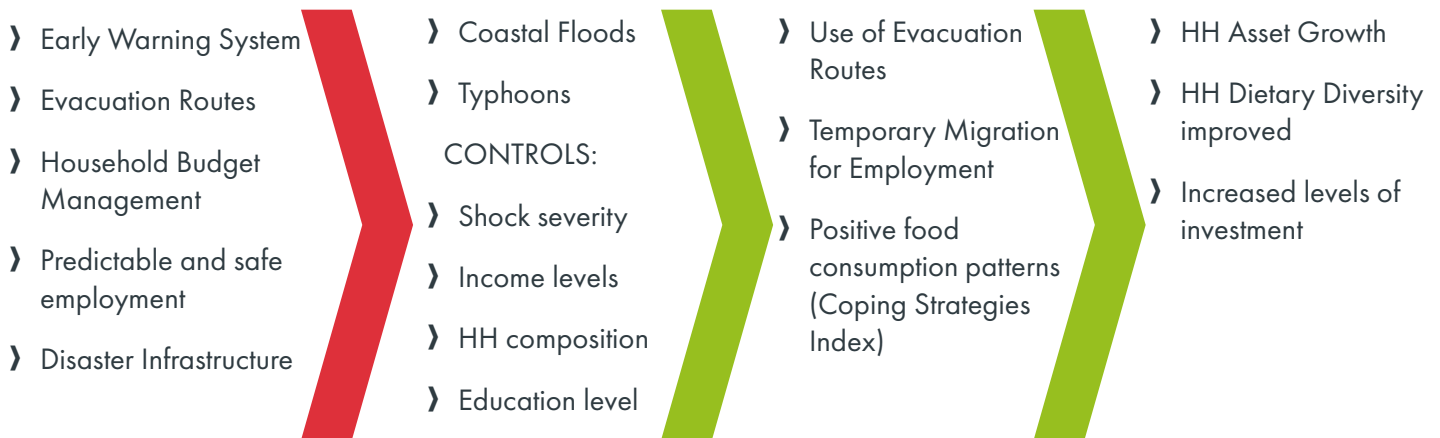 Early Warning System
Evacuation Routes
Household Budget
Management
Predictable and safe
employment
Disaster Infrastructure
Coastal Floods
Typhoons
CONTROLS:
Shock severity
Income levels
HH composition
Education level
Use of Evacuation
Routes
Temporary Migration
for Employment
Positive food
consumption patterns
(Coping Strategies
Index)
HH Asset Growth
HH Dietary Diversity
improved
Increased levels of
investment